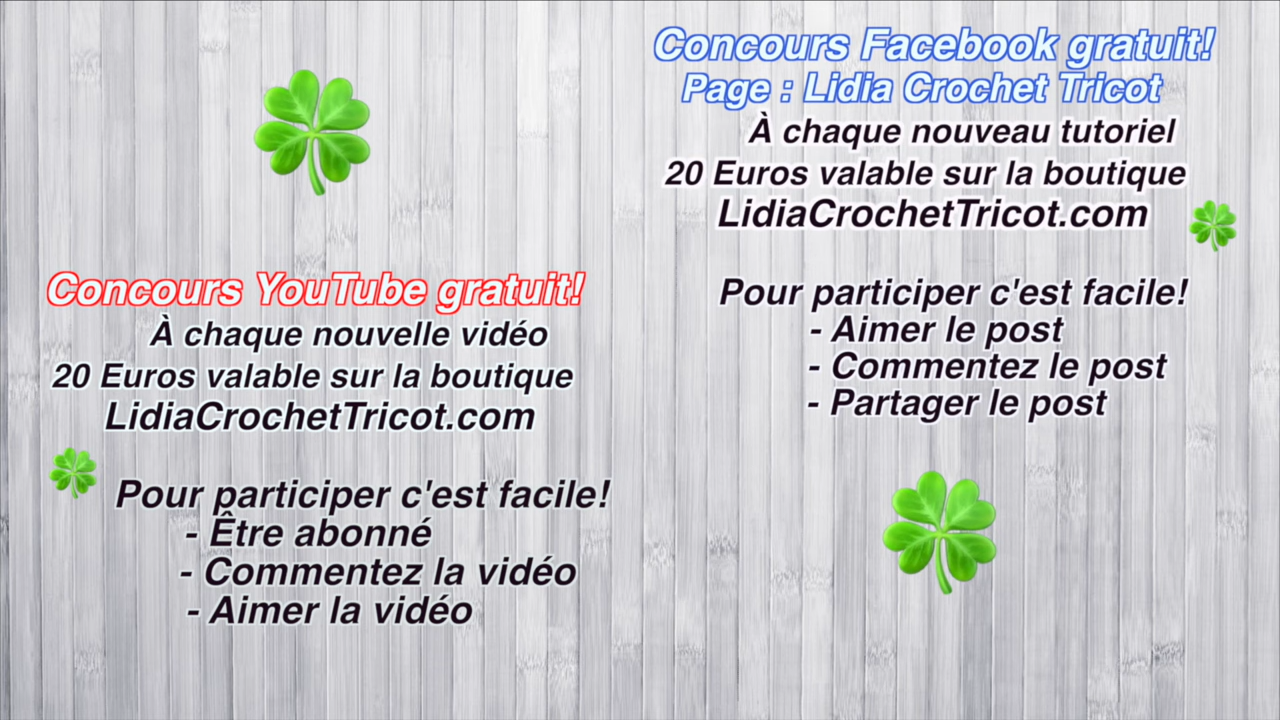 Concours YouTube gratuit!
À chaque nouvelle vidéo
20 Euros valable sur la boutique
LidiaCrochetTricot.com
Pour participer c'est facile!
- Être abonné
- Commentez la vidéo
- Aimer la vidéo
Concours Facebook gratuit!
Page : Lidia Crochet Tricot
À chaque nouveau tutoriel
20 Euros valable sur la boutique
LidiaCrochetTricot.com
Pour participer c'est facile!
- Aimer le post
- Commentez le post
- Partager le post